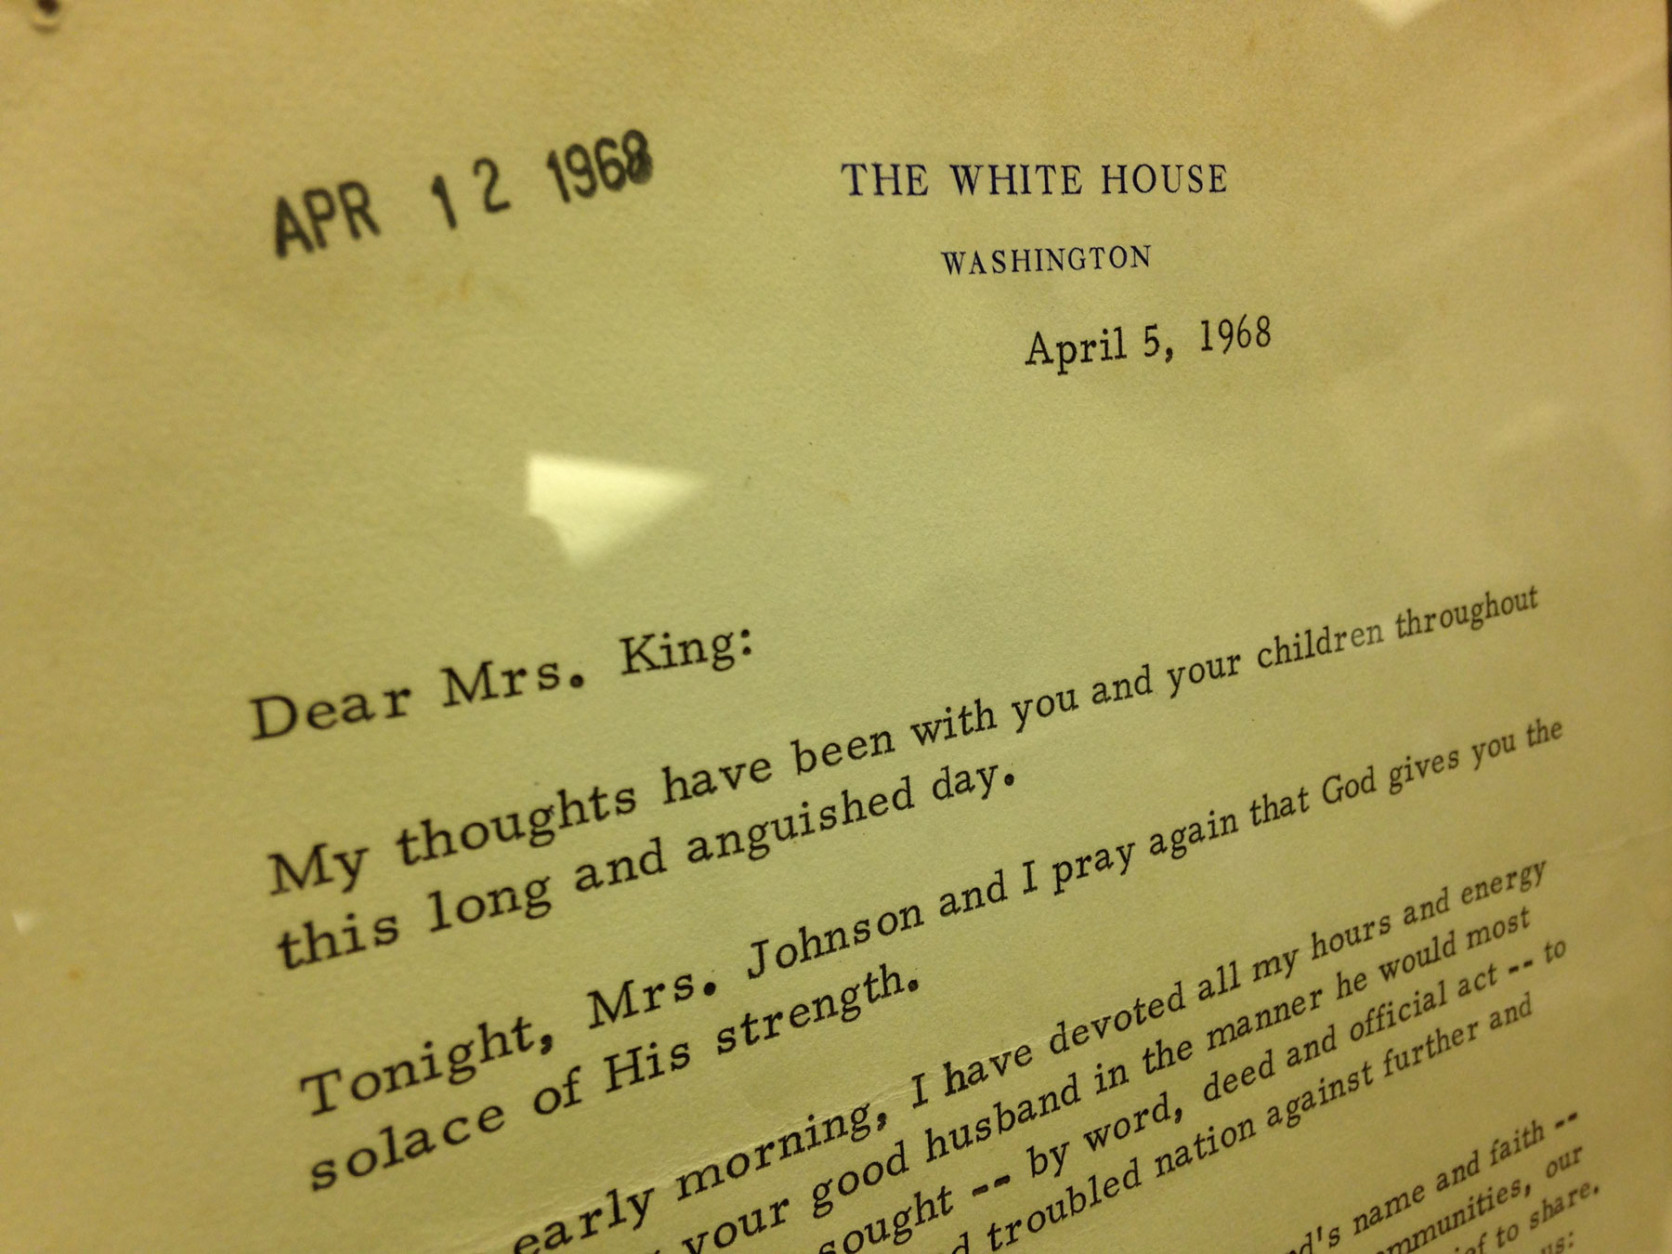 APR 12 1968
THE WHITE HOUSE
WASHINGTON
April 5, 1968
Dear Mrs. King:
My thoughts have been with you and your children throughout
this long and anguished day.
Tonight, Mrs. Johnson and I pray again that God gives you the
solace of His strength.
early morning, I have devoted all my hours and energy
your good husband in the manner he would most
sought -- by word, deed and official act -- to
troubled nation against further and
name and faith --
our
to share.
us: